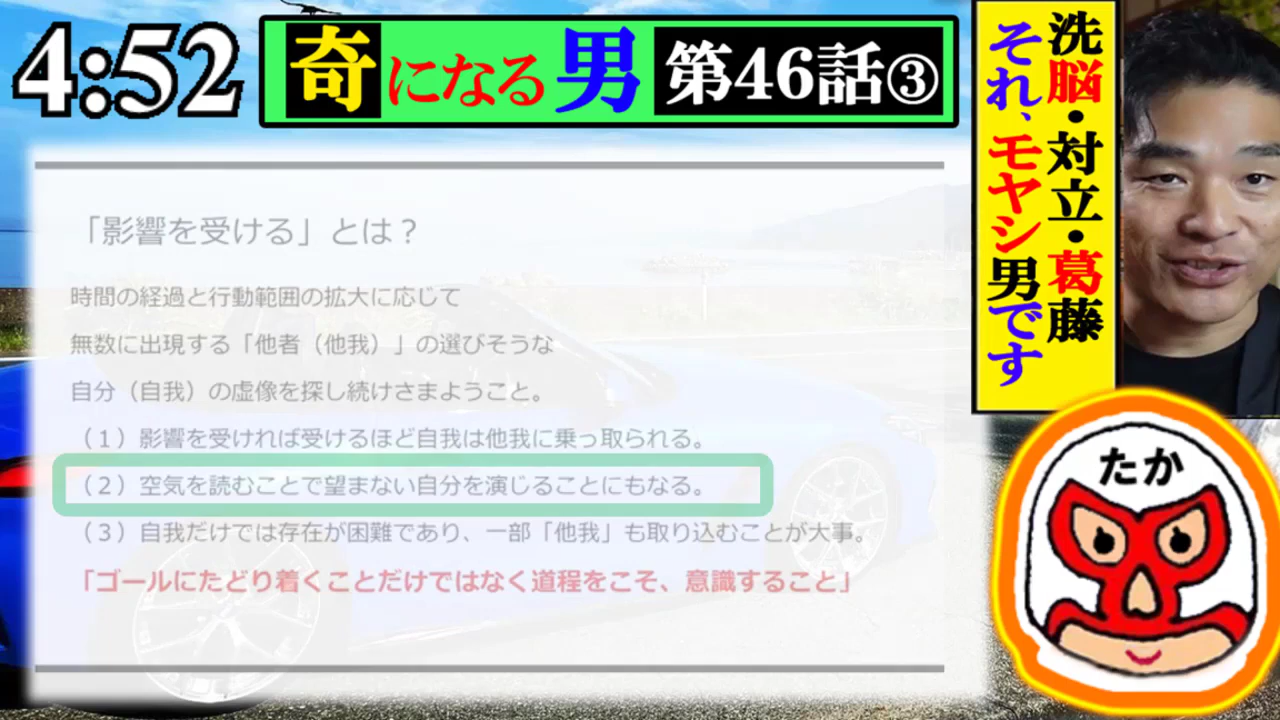 4:52
奇になる男 第46話③
洗脳・対立・葛藤
それ、モヤシ男です
「影響を受ける」とは？
時間の経過と行動範囲の拡大に応じて
無数に出現する「他者（他我）」の選びそうな
自分（自我）の虚像を探し続けさまようこと。
（１）影響を受ければ受けるほど自我は他我に乗っ取られる。
（２）空気を読むことで望まない自分を演じることにもなる。
（３）自我だけでは存在が困難であり、一部「他我」も取り込むことが大事。
「ゴールにたどり着くことだけではなく道程をこそ、意識すること」
たか